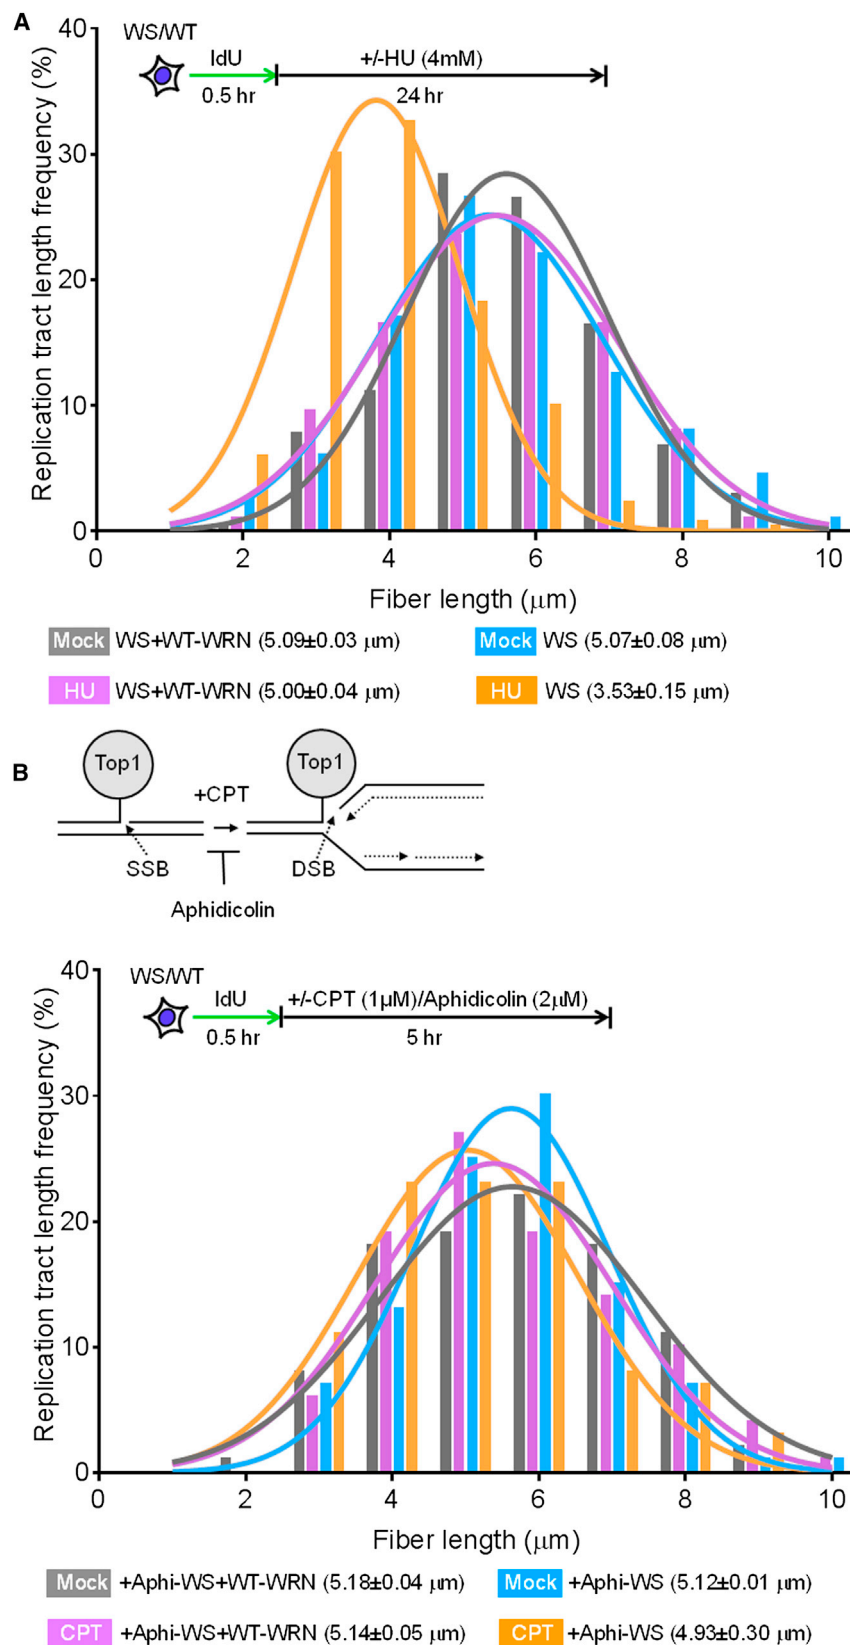 A
Replication tract length frequency (%)
40
30
20
10
0
WS/WT
IdU
+/-HU (4mM)
0.5 hr
24 hr
0 2 4 6 8 10
Fiber length (μm)
Mock WS+WT-WRN (5.09±0.03 μm)
Mock WS (5.07±0.08 μm)
HU WS+WT-WRN (5.00±0.04 μm)
HU WS (3.53±0.15 μm)
B
Top1
Top1
+CPT
SSB
DSB
Aphidicolin
Replication tract length frequency (%)
40
30
20
10
0
WS/WT
IdU
+/-CPT (1μM)/Aphidicolin (2μM)
0.5 hr
5 hr
0 2 4 6 8 10
Fiber length (μm)
Mock +Aphi-WS+WT-WRN (5.18±0.04 μm)
Mock +Aphi-WS (5.12±0.01 μm)
CPT +Aphi-WS+WT-WRN (5.14±0.05 μm)
CPT +Aphi-WS (4.93±0.30 μm)